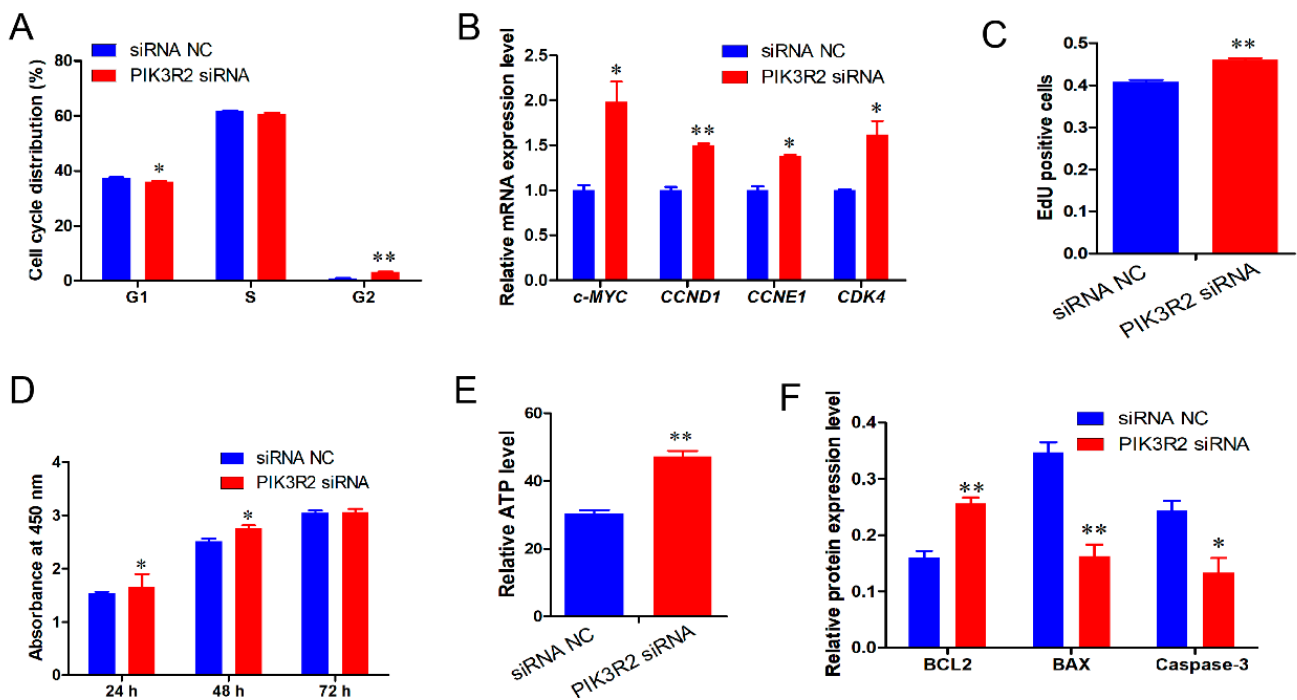 A
siRNA NC
PIK3R2 siRNA
Cell cycle distribution (%)
80
60
40
20
0
*
**
G1 S G2
B
siRNA NC
PIK3R2 siRNA
Relative mRNA expression level
2.5
2.0
1.5
1.0
0.5
0.0
*
**
*
*
c-MYC CCND1 CCNE1 CDK4
C
EdU positive cells
0.5
0.4
0.3
0.2
0.1
0.0
**
siRNA NC
PIK3R2 siRNA
D
siRNA NC
PIK3R2 siRNA
Absorbance at 450 nm
4
3
2
1
0
*
*
24 h 48 h 72 h
E
Relative ATP level
60
40
20
0
**
siRNA NC
PIK3R2 siRNA
F
siRNA NC
PIK3R2 siRNA
Relative protein expression level
0.4
0.3
0.2
0.1
0.0
**
**
*
BCL2 BAX Caspase-3